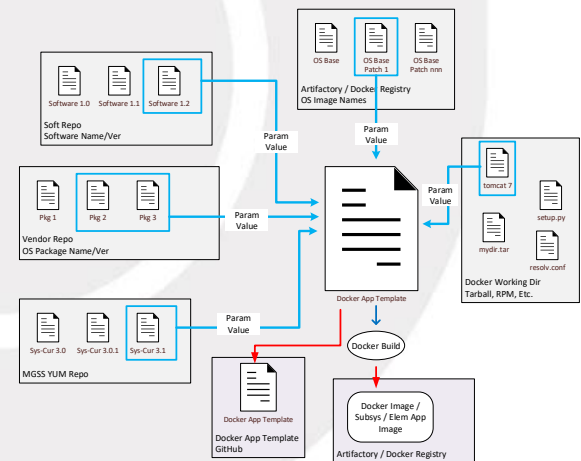 OS Base
OS Base
Patch 1
OS Base
Patch nnn
Artifactory / Docker Registry
OS Image Names
Software 1.0
Software 1.1
Software 1.2
Soft Repo
Software Name/Ver
Param
Value
Param
Value
Pkg 1
Pkg 2
Pkg 3
Vendor Repo
OS Package Name/Ver
Param
Value
Param
Value
tomcat 7
setup.py
mydir.tar
resolv.conf
Docker Working Dir
Tarball, RPM, Etc.
Docker App Template
Sys-Cur 3.0
Sys-Cur 3.0.1
Sys-Cur 3.1
MGSS YUM Repo
Param
Value
Docker Build
Docker App Template
Docker App Template
GitHub
Docker Image /
Subsys / Elem App
Image
Artifactory / Docker Registry